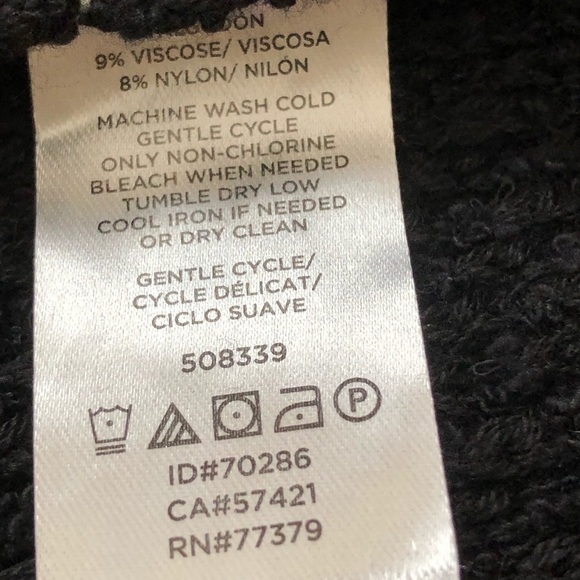 9% VISCOSE/ VISCOSA
8% NYLON/ NILÓN
MACHINE WASH COLD
GENTLE CYCLE
ONLY NON-CHLORINE
BLEACH WHEN NEEDED
TUMBLE DRY LOW
COOL IRON IF NEEDED
OR DRY CLEAN
GENTLE CYCLE/
CYCLE DÉLICAT/
CICLO SUAVE
508339
P
ID#70286
CA#57421
RN#77379